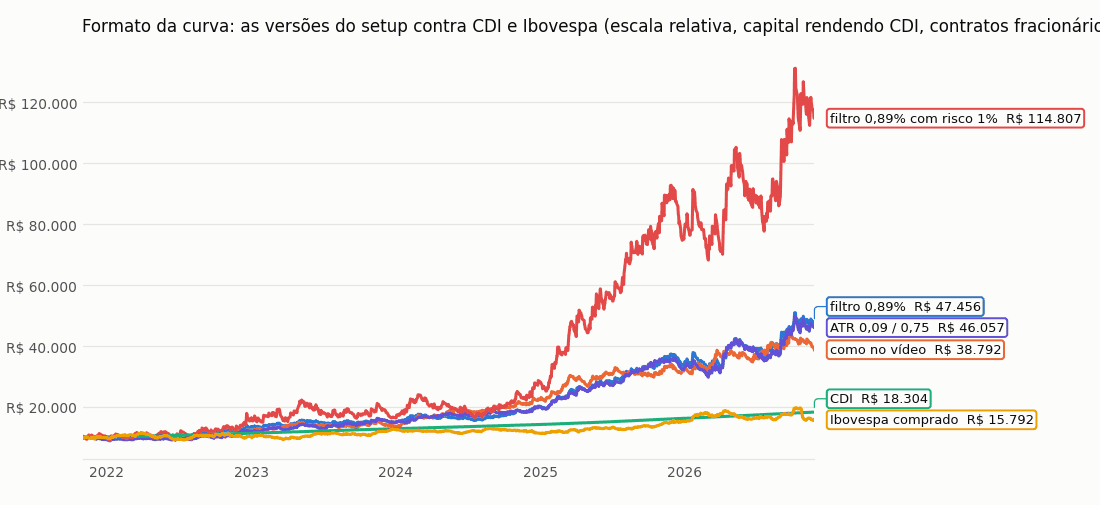 Formato da curva: as versões do setup contra CDI e Ibovespa (escala relativa, capital rendendo CDI, contratos fracionário
R$ 120.000
R$ 100.000
R$ 80.000
R$ 60.000
R$ 40.000
R$ 20.000
filtro 0,89% com risco 1% R$ 114.807
filtro 0,89% R$ 47.456
ATR 0,09 / 0,75 R$ 46.057
como no vídeo R$ 38.792
CDI R$ 18.304
Ibovespa comprado R$ 15.792
2022 2023 2024 2025 2026